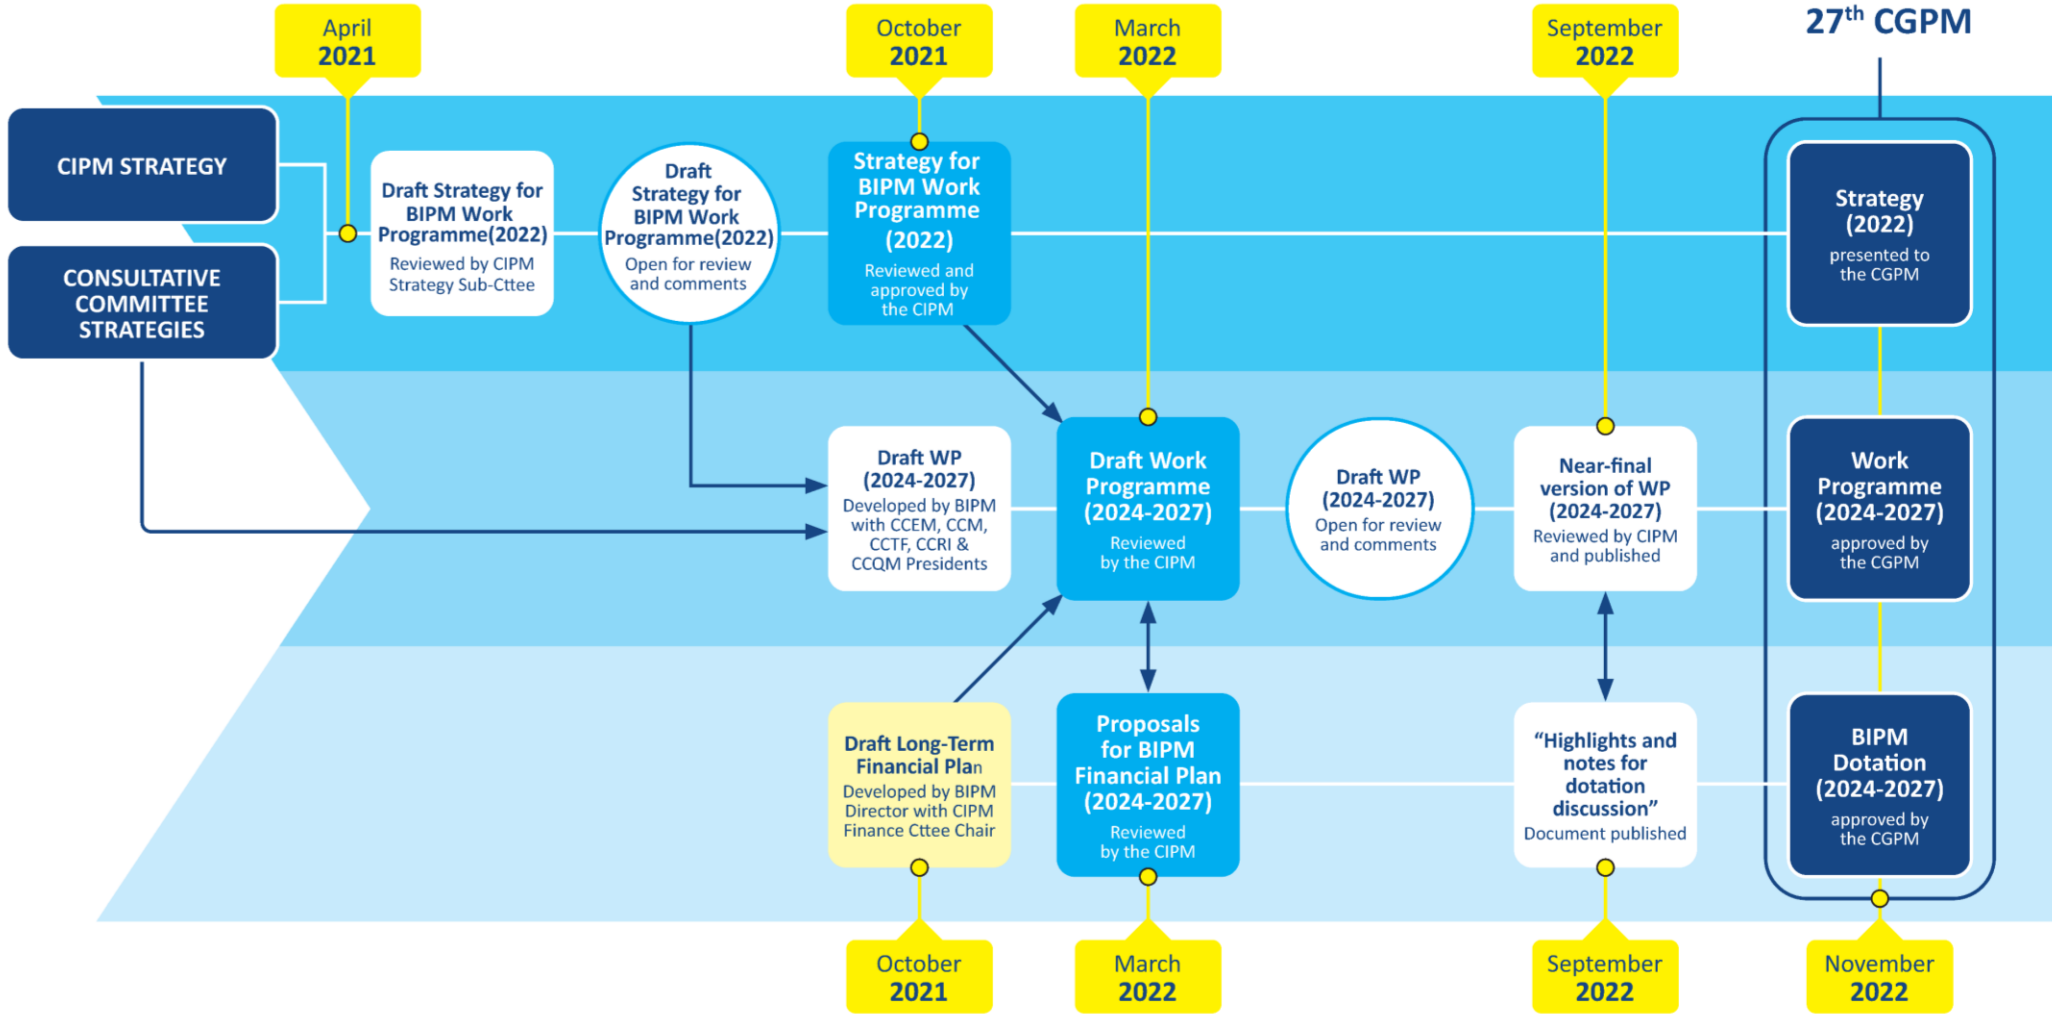 April
2021
October
2021
March
2022
September
2022
27th CGPM
CIPM STRATEGY
CONSULTATIVE
COMMITTEE
STRATEGIES
Draft Strategy for
BIPM Work
Programme(2022)
Reviewed by CIPM
Strategy Sub-Cttee
Draft
Strategy for
BIPM Work
Programme(2022)
Open for review
and comments
Strategy for
BIPM Work
Programme
(2022)
Reviewed and
approved by
the CIPM
Strategy
(2022)
presented to
the CGPM
Draft WP
(2024-2027)
Developed by BIPM
with CCEM, CCM,
CCTF, CCRI &
CCQM Presidents
Draft Work
Programme
(2024-2027)
Reviewed
by the CIPM
Draft WP
(2024-2027)
Open for review
and comments
Near-final
version of WP
(2024-2027)
Reviewed by CIPM
and published
Work
Programme
(2024-2027)
approved by
the CGPM
Draft Long-Term
Financial Plan
Developed by BIPM
Director with CIPM
Finance Cttee Chair
Proposals
for BIPM
Financial Plan
(2024-2027)
Reviewed
by the CIPM
“Highlights and
notes for
dotation
discussion”
Document published
BIPM
Dotation
(2024-2027)
approved by
the CGPM
October
2021
March
2022
September
2022
November
2022